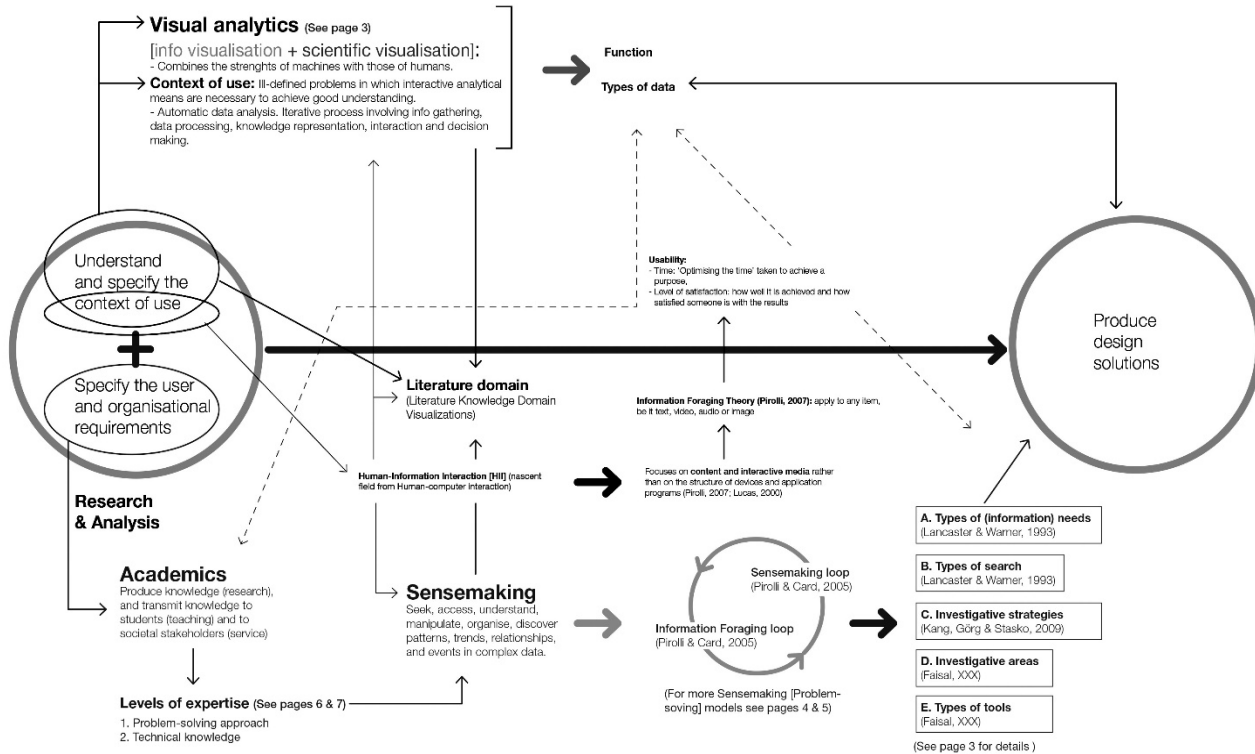 Visual analytics (See page 3)
[info visualisation + scientific visualisation]:
- Combines the strenghts of machines with those of humans.
Context of use: Ill-defined problems in which interactive analytical
means are necessary to achieve good understanding.
- Automatic data analysis. Iterative process involving info gathering,
data processing, knowledge representation, interaction and decision
making.
Function
Types of data
Understand
and specify the
context of use
+
Specify the user
and organisational
requirements
Research
& Analysis
Usability:
- Time: 'Optimising the time' taken to achieve a
purpose,
- Level of satisfaction: how well it is achieved and how
satisfied someone is with the results
Produce
design
solutions
Literature domain
(Literature Knowledge Domain
Visualizations)
Information Foraging Theory (Pirolli, 2007): apply to any item,
be it text, video, audio or image
Human-Information Interaction [HII] (nascent
field from Human-computer interaction)
Focuses on content and interactive media rather
than on the structure of devices and application
programs (Pirolli, 2007; Lucas, 2000)
Academics
Produce knowledge (research),
and transmit knowledge to
students (teaching) and to
societal stakeholders (service)
Levels of expertise (See pages 6 & 7)
1. Problem-solving approach
2. Technical knowledge
Sensemaking
Seek, access, understand,
manipulate, organise, discover
patterns, trends, relationships,
and events in complex data.
Sensemaking loop
(Pirolli & Card, 2005)
Information Foraging loop
(Pirolli & Card, 2005)
(For more Sensemaking [Problem-
soving] models see pages 4 & 5)
A. Types of (information) needs
(Lancaster & Warner, 1993)
B. Types of search
(Lancaster & Warner, 1993)
C. Investigative strategies
(Kang, Görg & Stasko, 2009)
D. Investigative areas
(Faisal, XXX)
E. Types of tools
(Faisal, XXX)
(See page 3 for details )